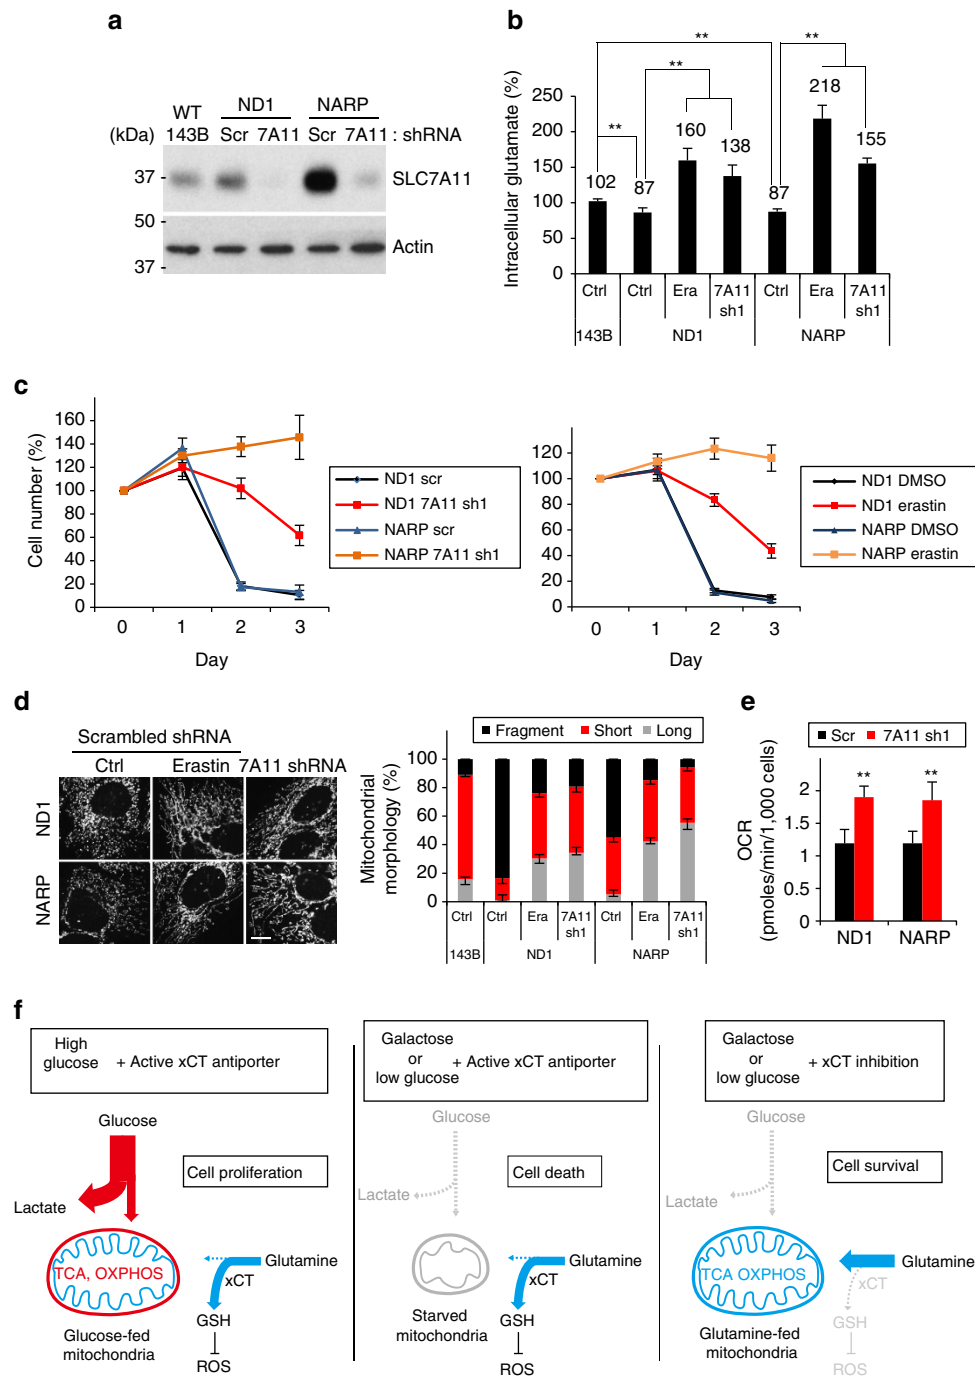 a
WT
143B
ND1
NARP
(kDa)
Scr
7A11
Scr
7A11
: shRNA
37
SLC7A11
50
Actin
37
b
Intracellular glutamate (%)
250
200
150
100
50
0
**
**
**
**
102
87
160
138
87
218
155
Ctrl
Ctrl
Era
7A11
sh1
Ctrl
Era
7A11
sh1
143B
ND1
NARP
c
Cell number (%)
160
140
120
100
80
60
40
20
0
0 1 2 3
Day
ND1 scr
ND1 7A11 sh1
NARP scr
NARP 7A11 sh1
120
100
80
60
40
20
0
0 1 2 3
Day
ND1 DMSO
ND1 erastin
NARP DMSO
NARP erastin
d
Scrambled shRNA
Ctrl
Erastin
7A11 shRNA
ND1
NARP
Fragment
Short
Long
Mitochondrial
morphology (%)
100
80
60
40
20
0
Ctrl
Ctrl
Era
7A11
sh1
Ctrl
Era
7A11
sh1
143B
ND1
NARP
e
Scr
7A11 sh1
OCR
(pmoles/min/1,000 cells)
2
1.5
1
0.5
0
**
**
ND1
NARP
f
High
glucose
+ Active xCT antiporter
Glucose
Cell proliferation
Lactate
TCA, OXPHOS
Glutamine
xCT
GSH
ROS
Glucose-fed
mitochondria
Galactose
or
low glucose
+ Active xCT antiporter
Glucose
Cell death
Lactate
Glutamine
xCT
GSH
ROS
Starved
mitochondria
Galactose
or
low glucose
+ xCT inhibition
Glucose
Cell survival
Lactate
TCA OXPHOS
Glutamine
xCT
GSH
ROS
Glutamine-fed
mitochondria